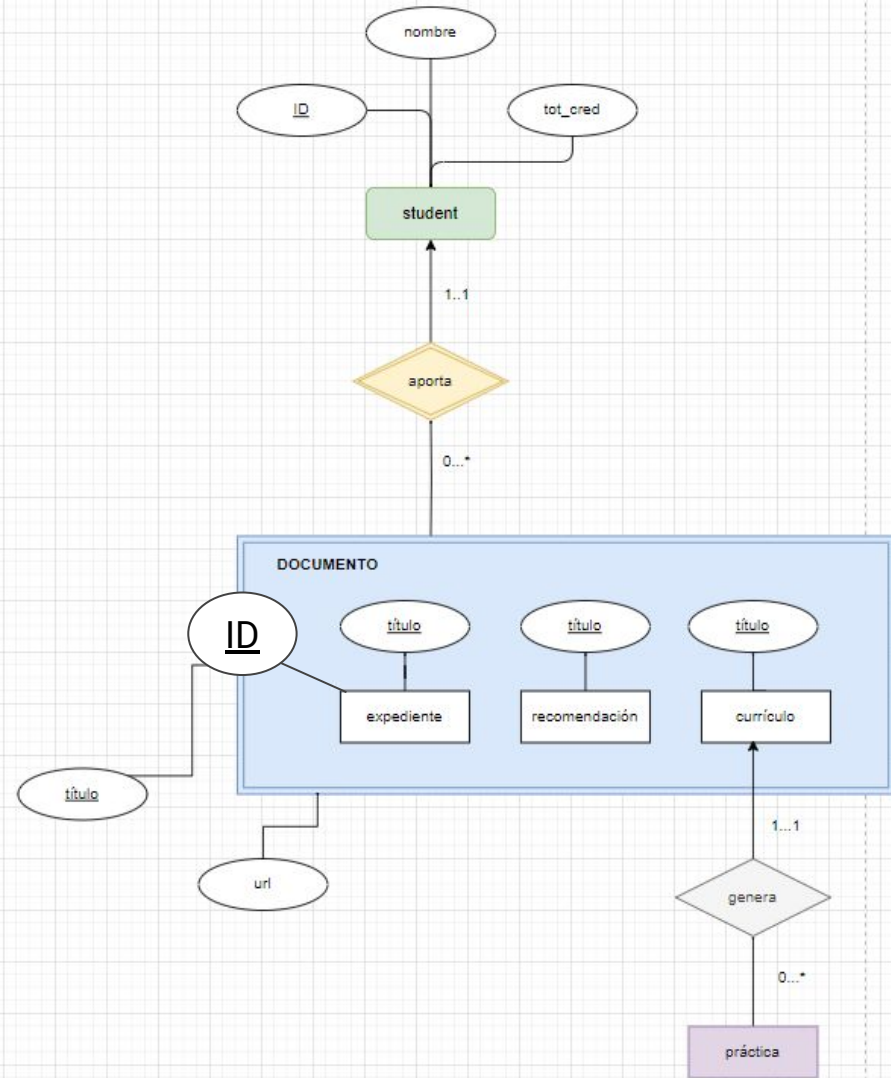 nombre
ID
tot_cred
student
1..1
aporta
0...*
DOCUMENTO
ID
título
título
título
expediente
recomendación
currículo
título
1...1
url
genera
0...*
práctica